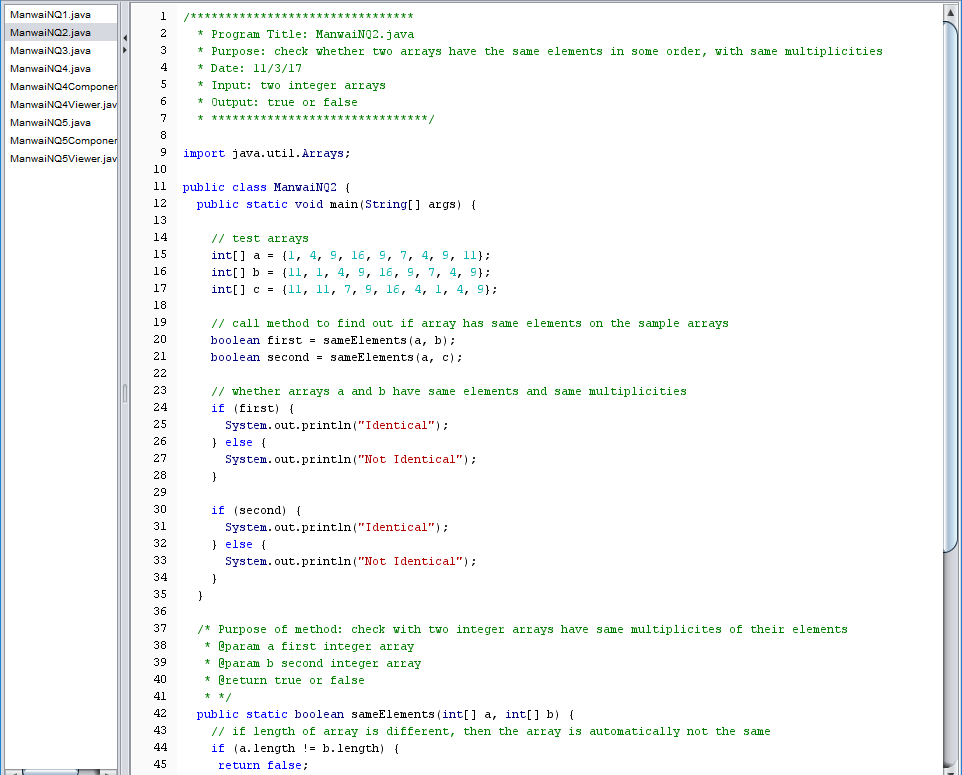 ManwaiNQ1.java
ManwaiNQ2.java
ManwaiNQ3.java
ManwaiNQ4.java
ManwaiNQ4Componen
ManwaiNQ4Viewer.jav
ManwaiNQ5.java
ManwaiNQ5Componen
ManwaiNQ5Viewer.jav
1 /********************************
2 * Program Title: ManwaiNQ2.java
3 * Purpose: check whether two arrays have the same elements in some order, with same multiplicities
4 * Date: 11/3/17
5 * Input: two integer arrays
6 * Output: true or false
7 * *******************************/
8
9 import java.util.Arrays;
10
11 public class ManwaiNQ2 {
12 public static void main(String[] args) {
13
14 // test arrays
15 int[] a = {1, 4, 9, 16, 9, 7, 4, 9, 11};
16 int[] b = {11, 1, 4, 9, 16, 9, 7, 4, 9};
17 int[] c = {11, 11, 7, 9, 16, 4, 1, 4, 9};
18
19 // call method to find out if array has same elements on the sample arrays
20 boolean first = sameElements(a, b);
21 boolean second = sameElements(a, c);
22
23 // whether arrays a and b have same elements and same multiplicities
24 if (first) {
25 System.out.println("Identical");
26 } else {
27 System.out.println("Not Identical");
28 }
29
30 if (second) {
31 System.out.println("Identical");
32 } else {
33 System.out.println("Not Identical");
34 }
35 }
36
37 /* Purpose of method: check with two integer arrays have same multiplicites of their elements
38 * @param a first integer array
39 * @param b second integer array
40 * @return true or false
41 * */
42 public static boolean sameElements(int[] a, int[] b) {
43 // if length of array is different, then the array is automatically not the same
44 if (a.length != b.length) {
45 return false;